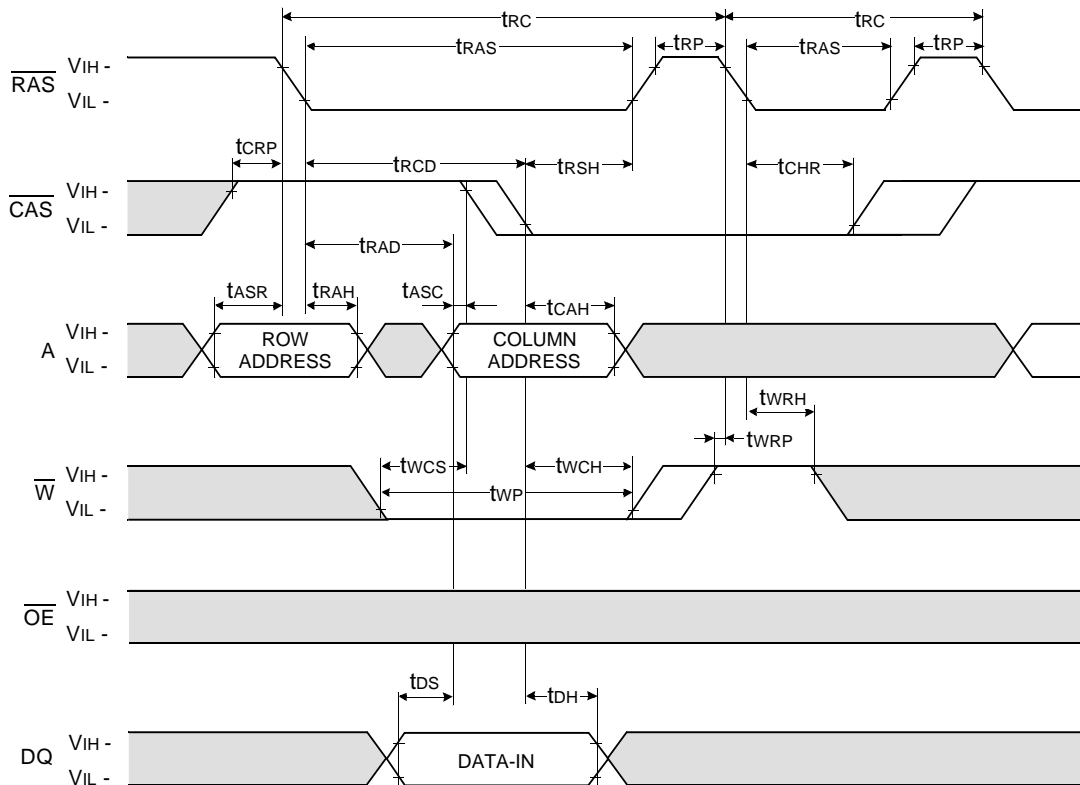 tRC tRC
tRAS tRP tRAS tRP
RAS VIH -
VIL -
tCRP tRCD tRSH tCHR
CAS VIH -
VIL -
tRAD
tASR tRAH tASC tCAH
A VIH -
VIL -
ROW ADDRESS
COLUMN ADDRESS
tWRH
tWRP
W VIH -
VIL -
tWCS tWCH
tWP
OE VIH -
VIL -
tDS tDH
DQ VIH -
VIL -
DATA-IN